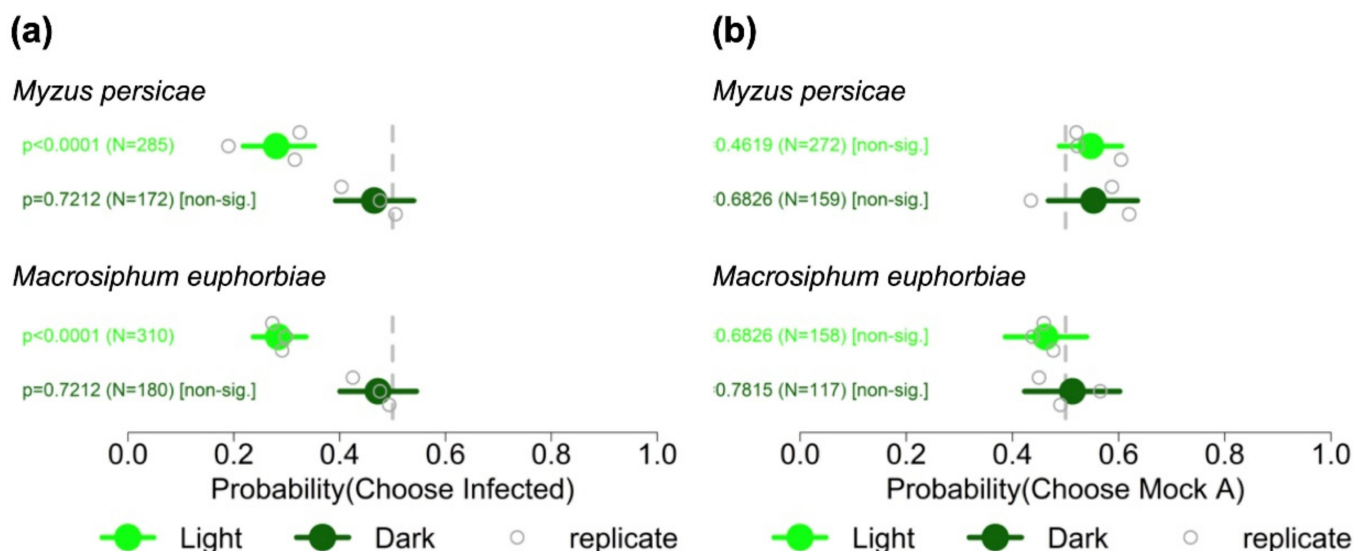 (a)
Myzus persicae
p<0.0001 (N=285)
p=0.7212 (N=172) [non-sig.]
Macrosiphum euphorbiae
p<0.0001 (N=310)
p=0.7212 (N=180) [non-sig.]
0.0 0.2 0.4 0.6 0.8 1.0
Probability(Choose Infected)
Light Dark replicate
(b)
Myzus persicae
=0.4619 (N=272) [non-sig.]
=0.6826 (N=159) [non-sig.]
Macrosiphum euphorbiae
=0.6826 (N=158) [non-sig.]
=0.7815 (N=117) [non-sig.]
0.0 0.2 0.4 0.6 0.8 1.0
Probability(Choose Mock A)
Light Dark replicate